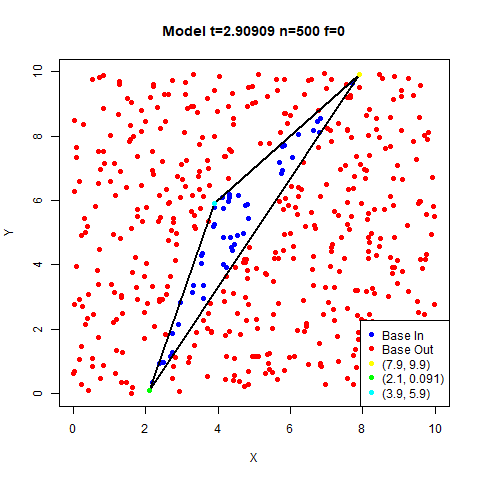 Model t=2.90909 n=500 f=0
Y
10
8
6
4
2
0
Base In
Base Out
(7.9, 9.9)
(2.1, 0.091)
(3.9, 5.9)
0 2 4 6 8 10
X